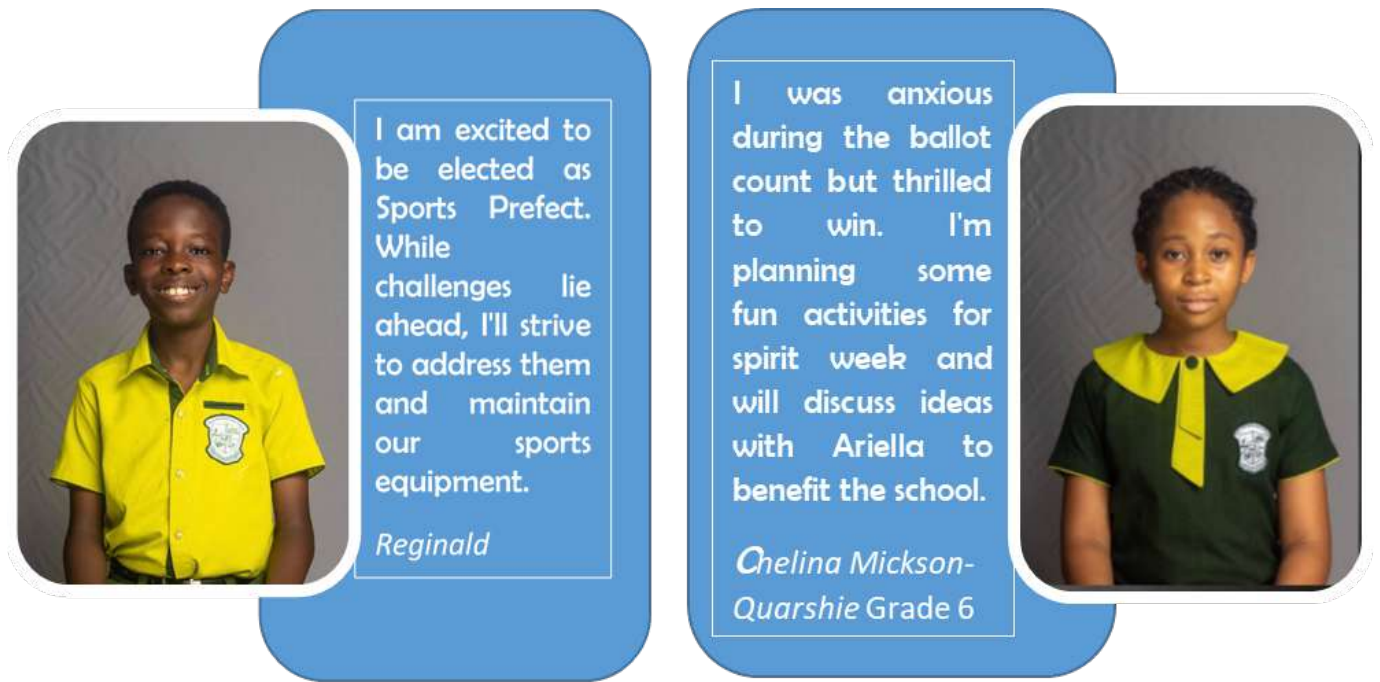 I am excited to
be elected as
Sports Prefect.
While
challenges lie
ahead, I'll strive
to address them
and maintain
our sports
equipment.
Reginald
I was anxious
during the ballot
count but thrilled
to win. I'm
planning some
fun activities for
spirit week and
will discuss ideas
with Ariella to
benefit the school.
Chelina Mickson-
Quarshie Grade 6